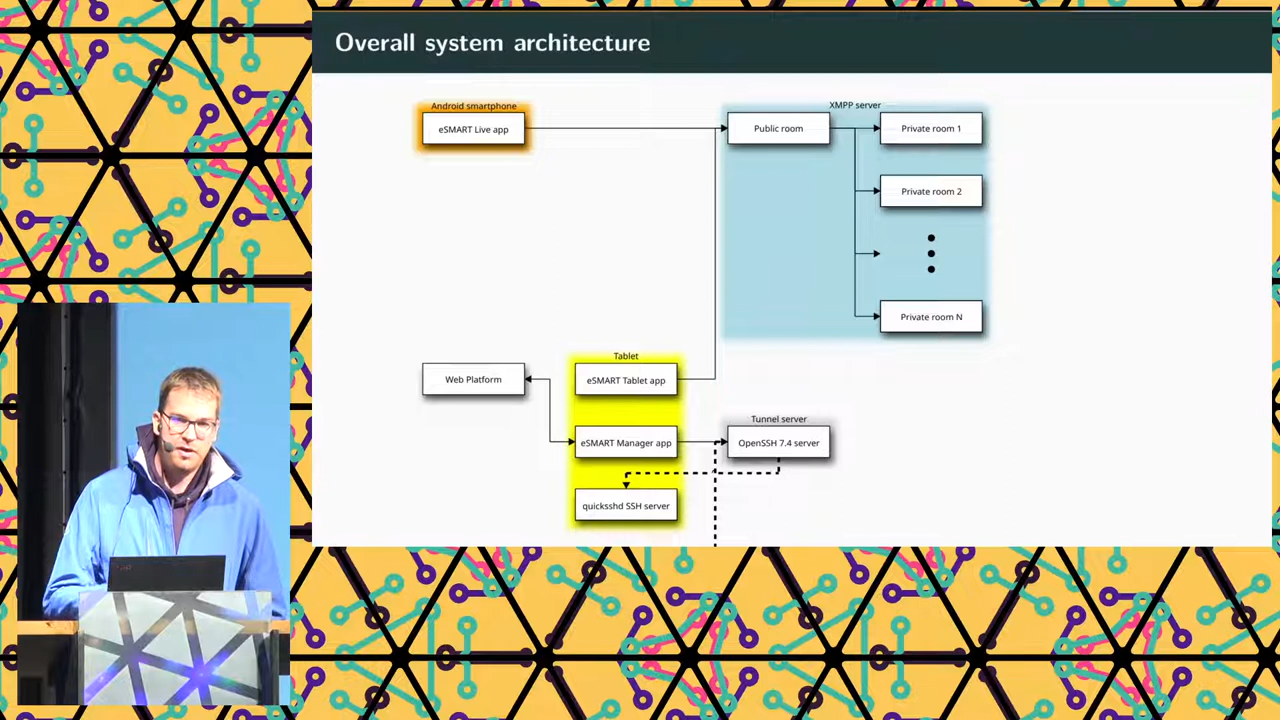 Overall system architecture
Android smartphone
eSMART Live app
XMPP server
Public room
Private room 1
Private room 2
Private room N
Tablet
Web Platform
eSMART Tablet app
Tunnel server
eSMART Manager app
OpenSSH 7.4 server
quicksshd SSH server